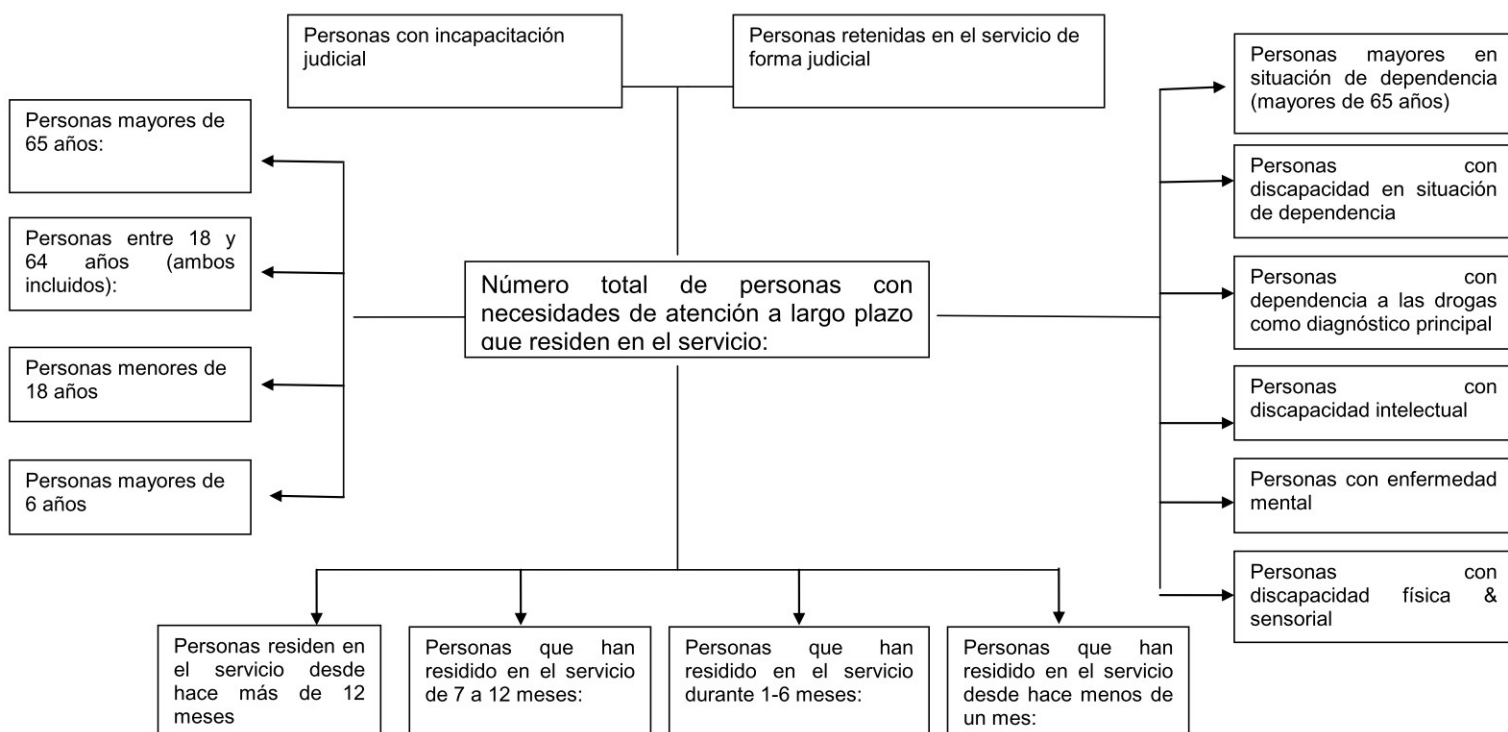 Personas con incapacitación
judicial
Personas retenidas en el servicio de
forma judicial
Personas mayores de
65 años:
Personas entre 18 y
64 años (ambos
incluidos):
Personas menores de
18 años
Personas mayores de
6 años
Número total de personas con
necesidades de atención a largo plazo
que residen en el servicio:
Personas mayores en
situación de dependencia
(mayores de 65 años)
Personas con
discapacidad en situación
de dependencia
Personas con
dependencia a las drogas
como diagnóstico principal
Personas con
discapacidad intelectual
Personas con enfermedad
mental
Personas con
discapacidad física &
sensorial
Personas residen en
el servicio desde
hace más de 12
meses
Personas que han
residido en el servicio
de 7 a 12 meses:
Personas que han
residido en el servicio
durante 1-6 meses:
Personas que han
residido en el servicio
desde hace menos de
un mes: